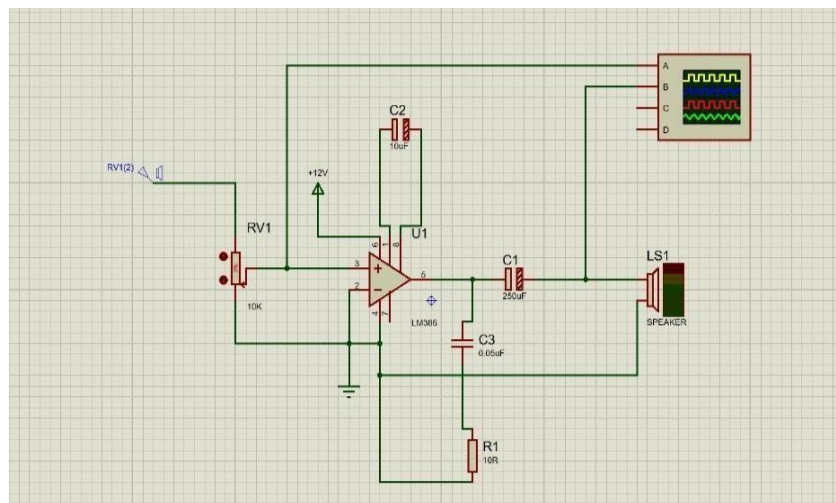 A
B
C
D
C2
10uF
+12V
RV1(2)
RV1
10K
6
1
8
U1
3
2
5
4
7
LM386
C1
250uF
LS1
SPEAKER
C3
0.05uF
R1
10R